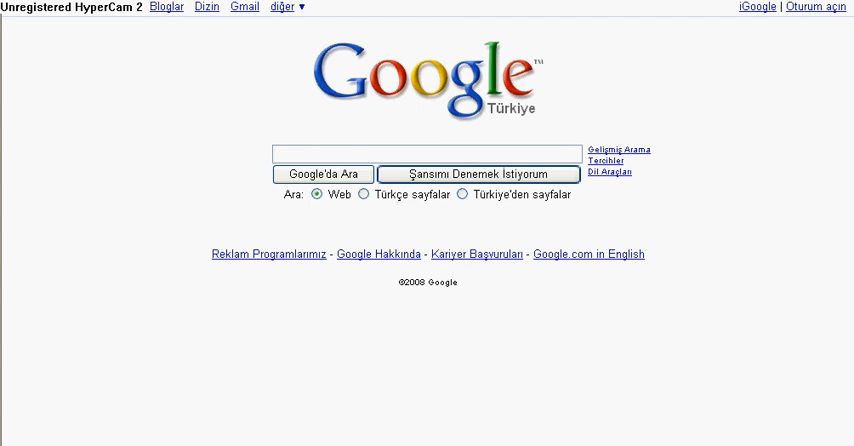 Unregistered HyperCam 2 Bloglar Dizin Gmail diğer ▼ iGoogle | Oturum açın
Google™
Türkiye
Gelişmiş Arama
Tercihler
Dil Araçları
Google'da Ara Şansımı Denemek İstiyorum
Ara: Web Türkçe sayfalar Türkiye'den sayfalar
Reklam Programlarımız - Google Hakkında - Kariyer Başvuruları - Google.com in English
©2008 Google